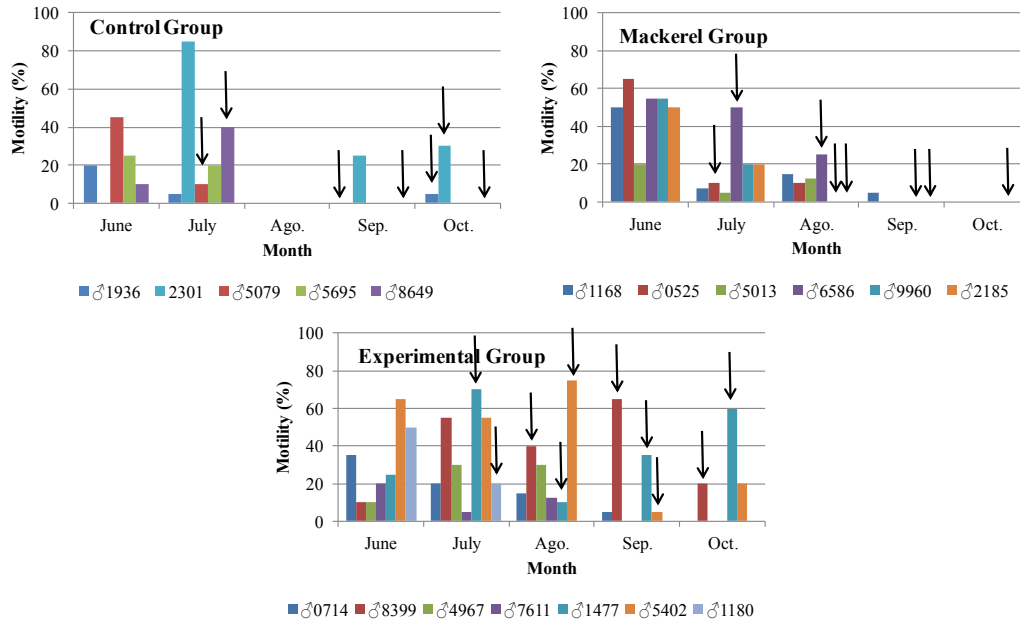 Control Group
100
80
60
40
20
0
Motility (%)
June July Ago. Sep. Oct.
Month
♂1936 2301 ♂5079 ♂5695 ♂8649
Mackerel Group
100
80
60
40
20
0
Motility (%)
June July Ago. Sep. Oct.
Month
♂1168 ♂0525 ♂5013 ♂6586 ♂9960 ♂2185
Experimental Group
100
80
60
40
20
0
Motility (%)
June July Ago. Sep. Oct.
Month
♂0714 ♂8399 ♂4967 ♂7611 ♂1477 ♂5402 ♂1180